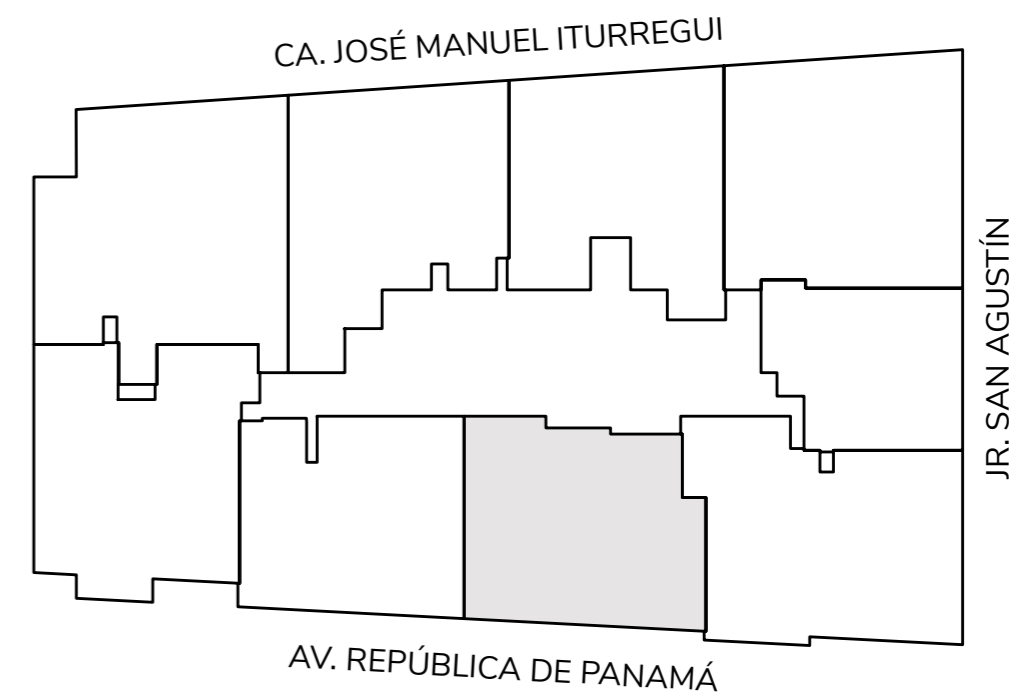 CA. JOSÉ MANUEL ITURREGUI
JR. SAN AGUSTÍN
AV. REPÚBLICA DE PANAMÁ